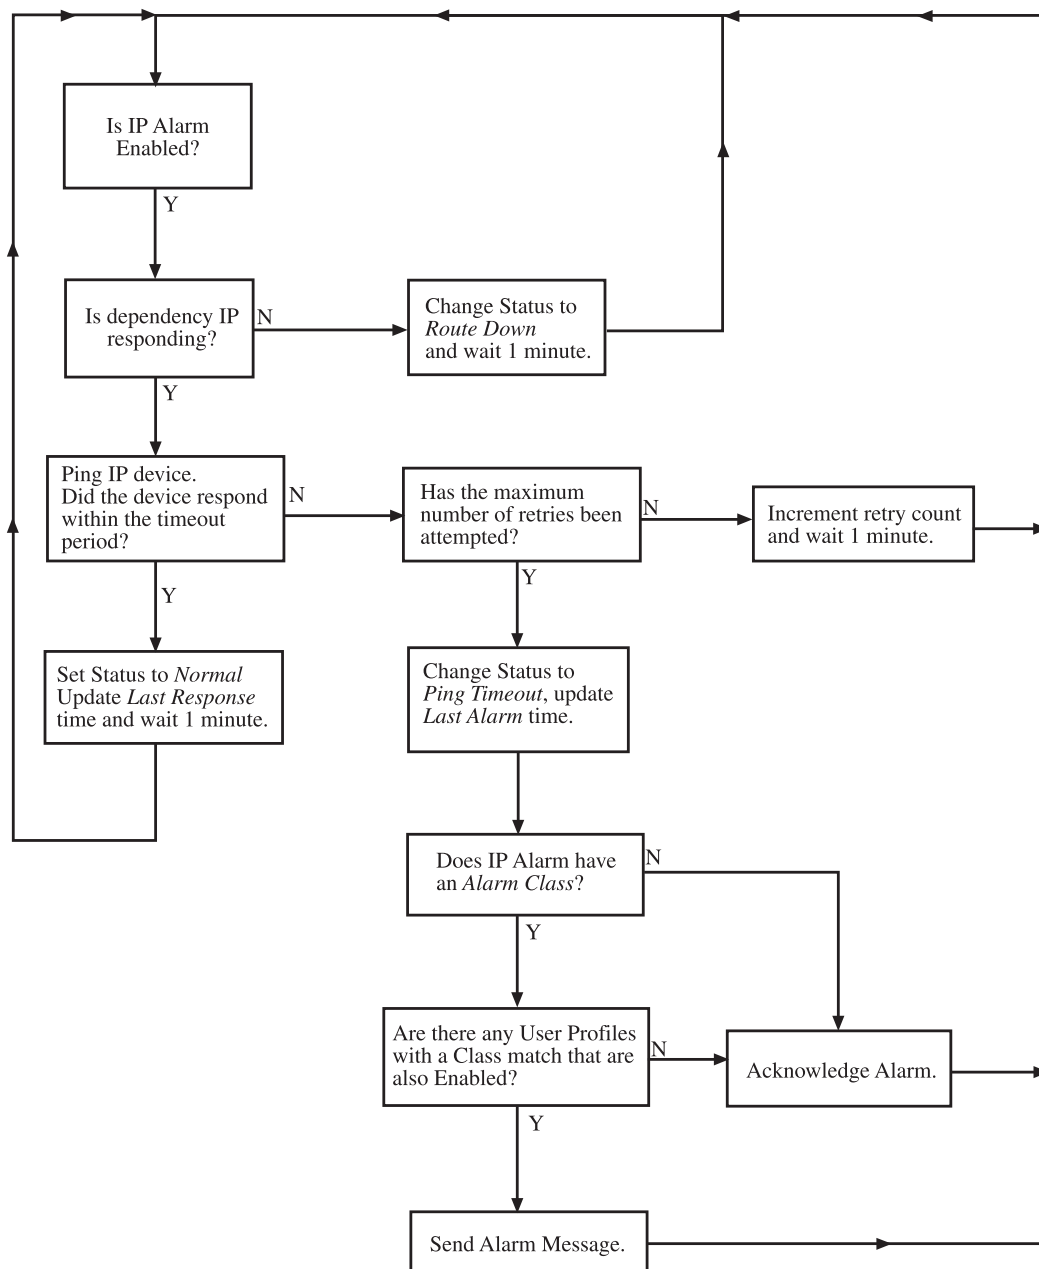 Is IP Alarm
Enabled?
Y
Is dependency IP
responding?
N
Change Status to
Route Down
and wait 1 minute.
Y
Ping IP device.
Did the device respond
within the timeout
period?
N
Has the maximum
number of retries been
attempted?
N
Increment retry count
and wait 1 minute.
Y
Y
Set Status to Normal
Update Last Response
time and wait 1 minute.
Change Status to
Ping Timeout, update
Last Alarm time.
Does IP Alarm have
an Alarm Class?
N
Y
Are there any User Profiles
with a Class match that are
also Enabled?
N
Acknowledge Alarm.
Y
Send Alarm Message.